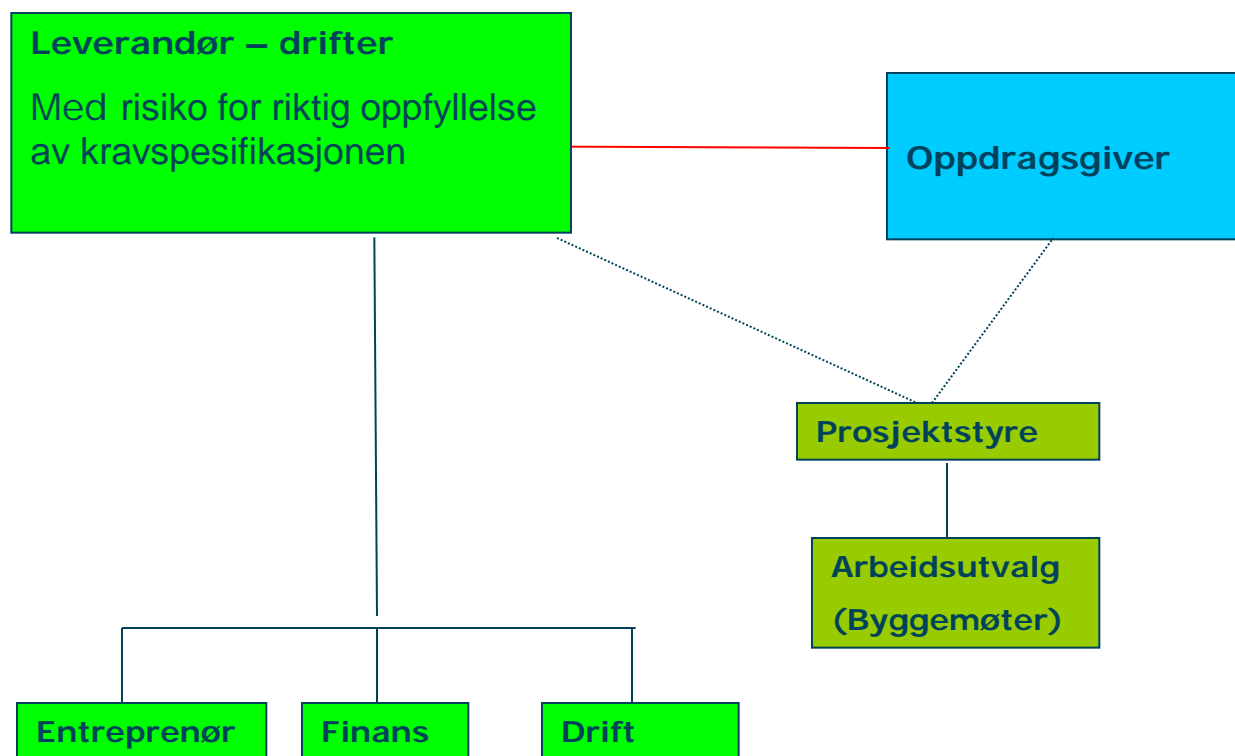 Leverandør – drifter
Med risiko for riktig oppfyllelse
av kravspesifikasjonen
Oppdragsgiver
Prosjektstyre
Arbeidsutvalg
(Byggemøter)
Entreprenør
Finans
Drift